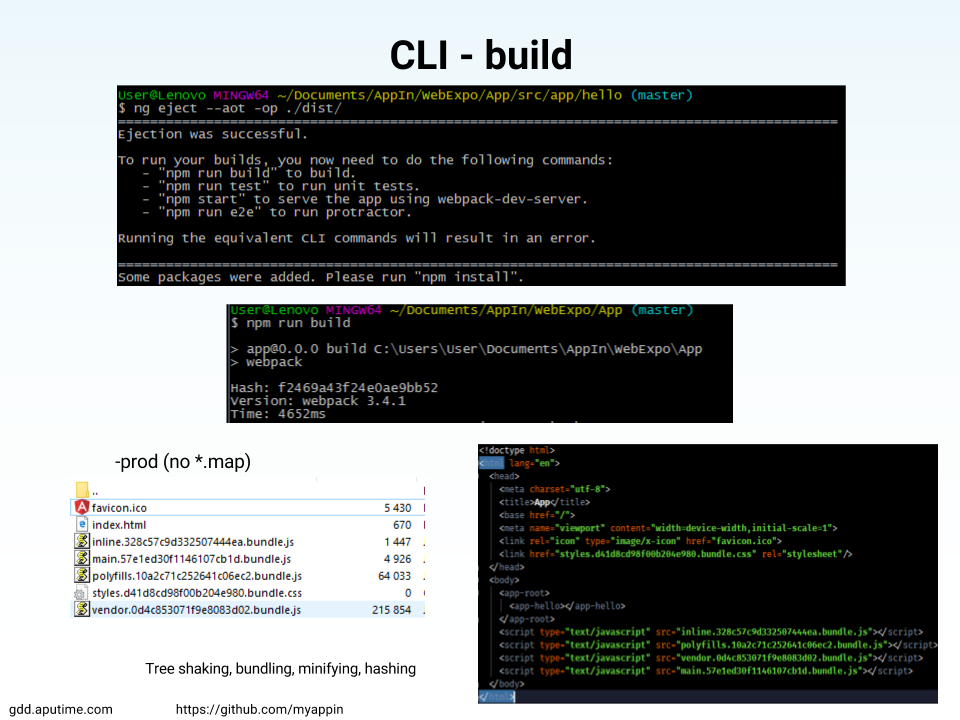 CLI - build
User@Lenovo MINGW64 ~/Documents/AppIn/WebExpo/App/src/app/hello (master)
$ ng eject --aot -op ./dist/
================================================================================
Ejection was successful.
To run your builds, you now need to do the following commands:
- "npm run build" to build.
- "npm run test" to run unit tests.
- "npm start" to serve the app using webpack-dev-server.
- "npm run e2e" to run protractor.
Running the equivalent CLI commands will result in an error.
================================================================================
Some packages were added. Please run "npm install".
User@Lenovo MINGW64 ~/Documents/AppIn/WebExpo/App (master)
$ npm run build
> app@0.0.0 build C:\Users\User\Documents\AppIn\WebExpo\App
> webpack
Hash: f2469a43f24e0ae9bb52
Version: webpack 3.4.1
Time: 4652ms
-prod (no *.map)
..
favicon.ico 5 430
index.html 670
inline.328c57c9d332507444ea.bundle.js 1 447
main.57e1ed30f1146107cb1d.bundle.js 4 926
polyfills.10a2c71c252641c06ec2.bundle.js 64 033
styles.d41d8cd98f00b204e980.bundle.css 0
vendor.0d4c853071f9e8083d02.bundle.js 215 854
<!doctype html>
<html lang="en">
<head>
<meta charset="utf-8">
<title>App</title>
<base href="/">
<meta name="viewport" content="width=device-width,initial-scale=1">
<link rel="icon" type="image/x-icon" href="favicon.ico">
<link href="styles.d41d8cd98f00b204e980.bundle.css" rel="stylesheet"/>
</head>
<body>
<app-root>
<app-hello></app-hello>
</app-root>
<script type="text/javascript" src="inline.328c57c9d332507444ea.bundle.js"></script>
<script type="text/javascript" src="polyfills.10a2c71c252641c06ec2.bundle.js"></script>
<script type="text/javascript" src="vendor.0d4c853071f9e8083d02.bundle.js"></script>
<script type="text/javascript" src="main.57e1ed30f1146107cb1d.bundle.js"></script>
</body>
</html>
Tree shaking, bundling, minifying, hashing
gdd.aputime.com https://github.com/myappin